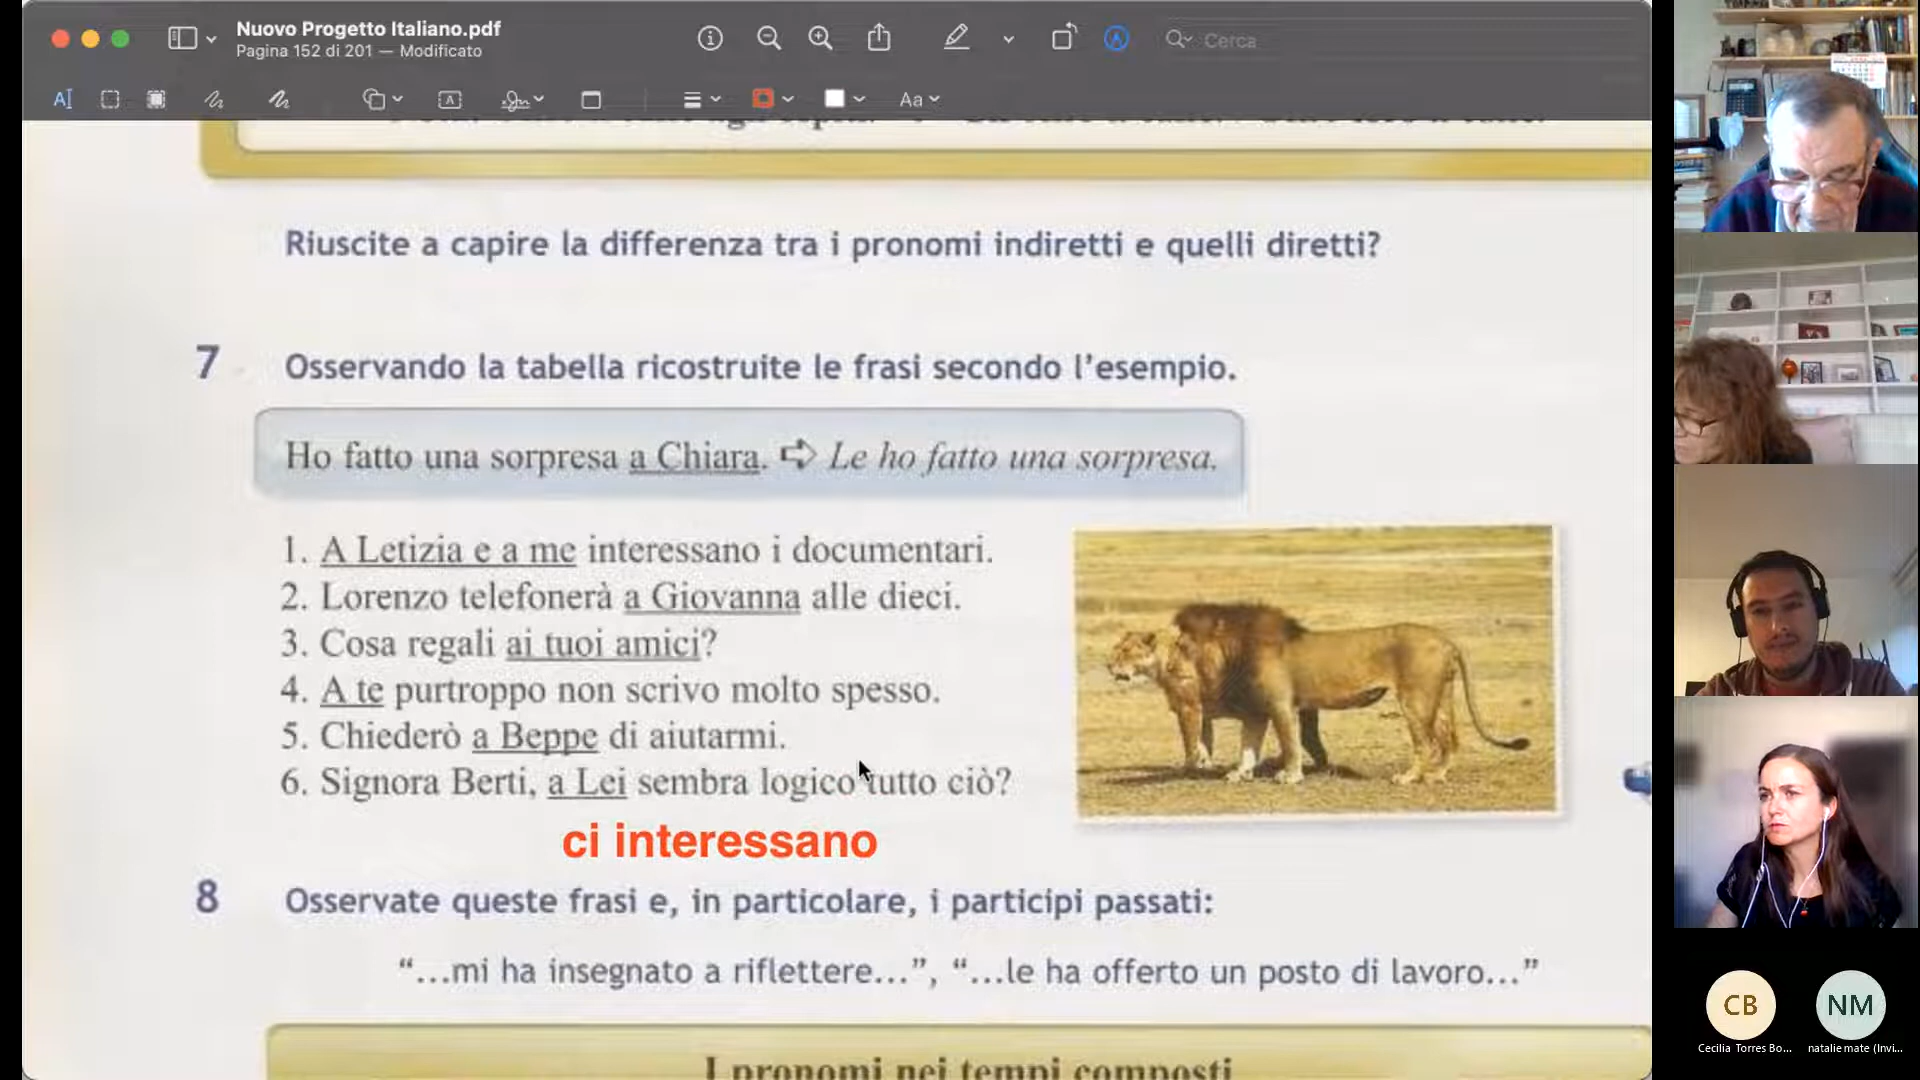 Nuovo Progetto Italiano.pdf
Pagina 152 di 201 — Modificato
Cerca
Aa
Riuscite a capire la differenza tra i pronomi indiretti e quelli diretti?
7 Osservando la tabella ricostruite le frasi secondo l'esempio.
Ho fatto una sorpresa a Chiara. ➪ Le ho fatto una sorpresa.
1. A Letizia e a me interessano i documentari.
2. Lorenzo telefonerà a Giovanna alle dieci.
3. Cosa regali ai tuoi amici?
4. A te purtroppo non scrivo molto spesso.
5. Chiederò a Beppe di aiutarmi.
6. Signora Berti, a Lei sembra logico tutto ciò?
ci interessano
8 Osservate queste frasi e, in particolare, i participi passati:
“...mi ha insegnato a riflettere...”, “...le ha offerto un posto di lavoro...”
I pronomi nei tempi composti
CB
NM
Cecilia Torres Bo...
natalie mate (Invi...